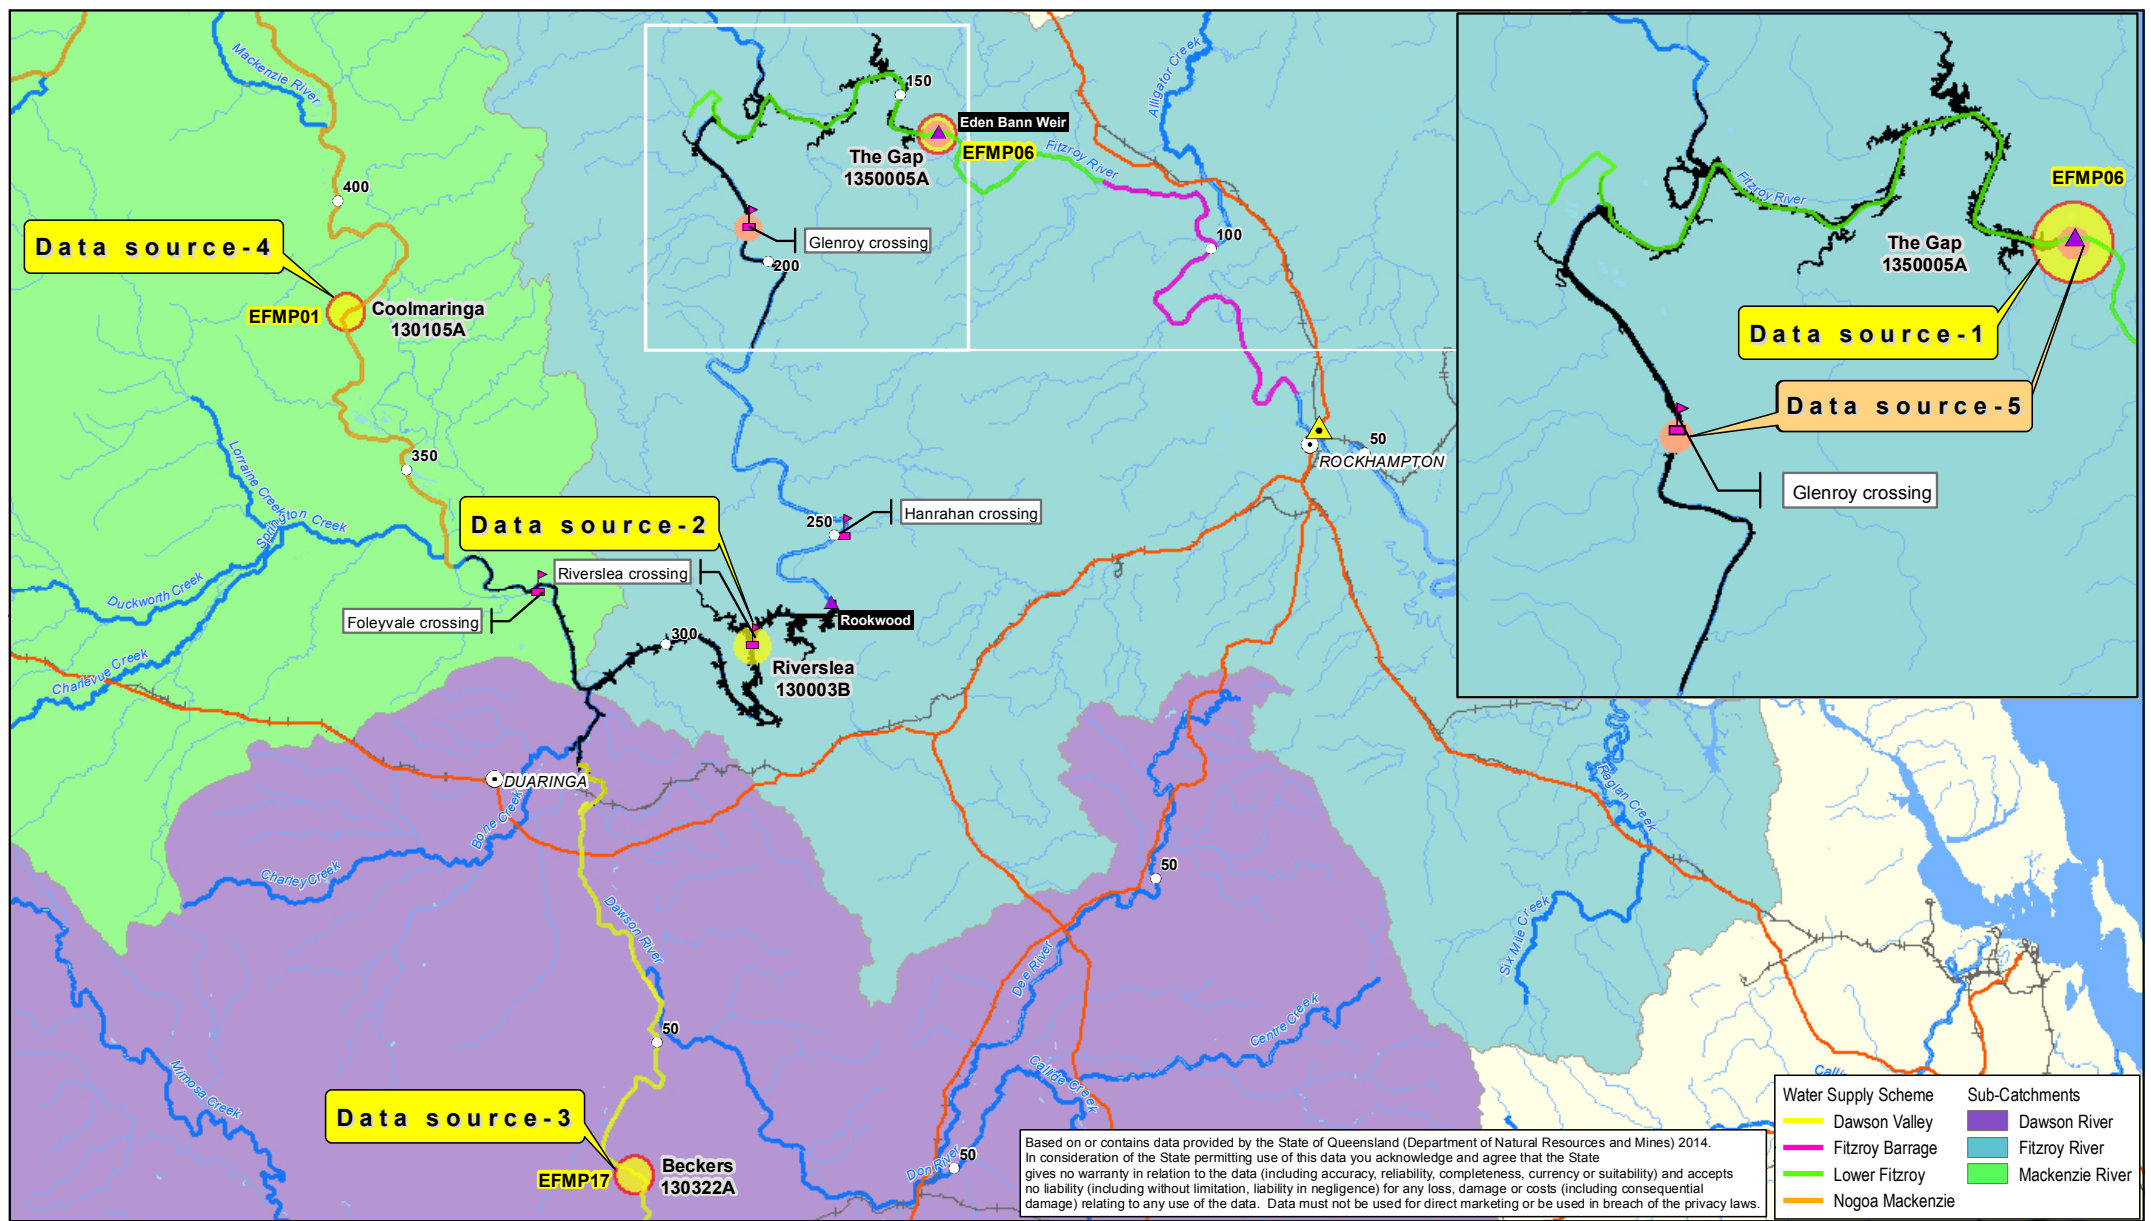 Mackenzie River
400
Data source-4
EFMP01
Coolmaringa
130105A
350
Lorraine Creek
Springton Creek
Duckworth Creek
Charlevue Creek
Foleyvale crossing
Data source-2
Riverslea crossing
300
Riverslea
130003B
Rookwood
250
Hanrahan crossing
150
Eden Bann Weir
EFMP06
The Gap
1350005A
Fitzroy River
Alligator Creek
Glenroy crossing
200
100
ROCKHAMPTON
50
Fitzroy River
EFMP06
The Gap
1350005A
Data source-1
Data source-5
Glenroy crossing
DUARINGA
Bone Creek
Charley Creek
Dawson River
50
Mimosa Creek
Data source-3
EFMP17
Beckers
130322A
50
Dee River
Centre Creek
Callide Creek
Don River
50
Raglan Creek
Six Mile Creek
Based on or contains data provided by the State of Queensland (Department of Natural Resources and Mines) 2014.
In consideration of the State permitting use of this data you acknowledge and agree that the State
gives no warranty in relation to the data (including accuracy, reliability, completeness, currency or suitability) and accepts
no liability (including without limitation, liability in negligence) for any loss, damage or costs (including consequential
damage) relating to any use of the data. Data must not be used for direct marketing or be used in breach of the privacy laws.
Water Supply Scheme
Dawson Valley
Fitzroy Barrage
Lower Fitzroy
Nogoa Mackenzie
Sub-Catchments
Dawson River
Fitzroy River
Mackenzie River